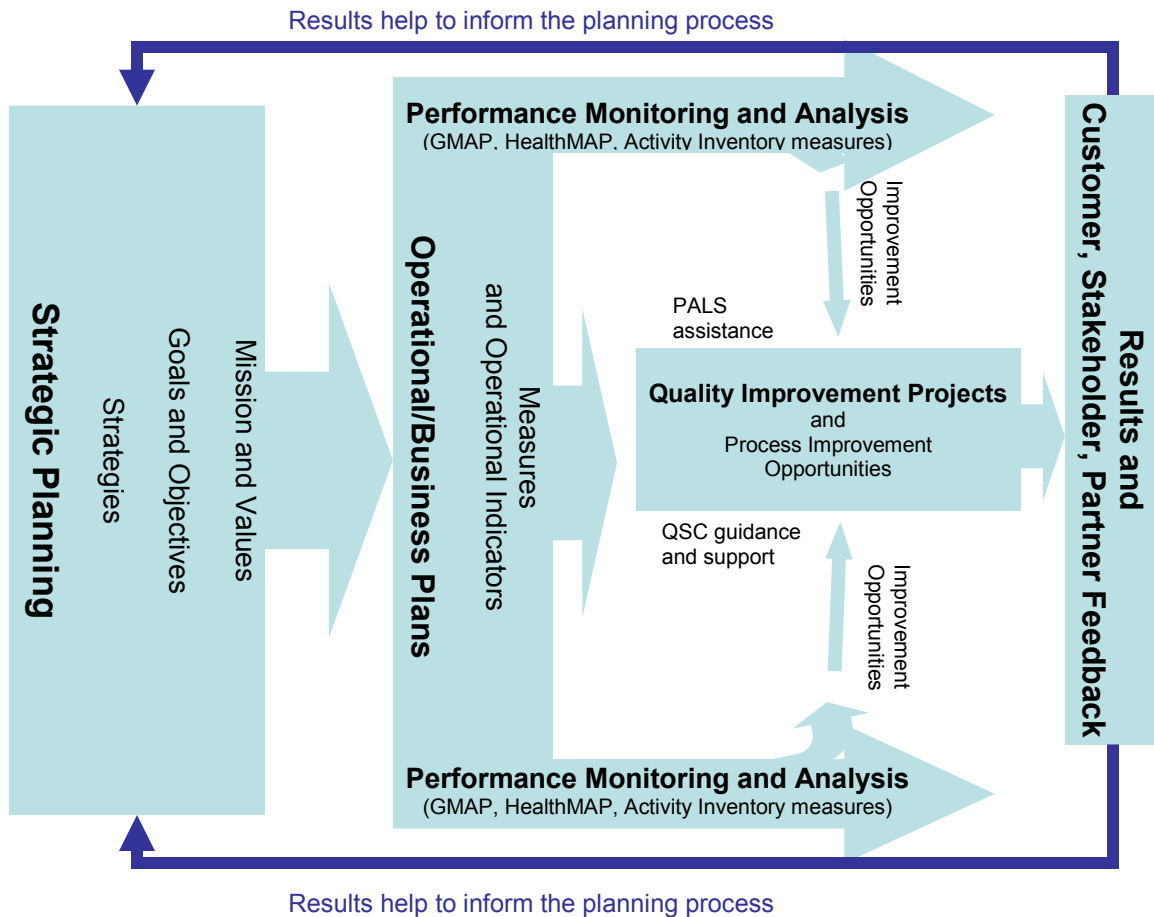 Results help to inform the planning process
Strategic Planning
Strategies
Goals and Objectives
Mission and Values
Operational/Business Plans
and Operational Indicators
Measures
Performance Monitoring and Analysis
(GMAP, HealthMAP, Activity Inventory measures)
Improvement
Opportunities
PALS
assistance
Quality Improvement Projects
and
Process Improvement
Opportunities
QSC guidance
and support
Improvement
Opportunities
Performance Monitoring and Analysis
(GMAP, HealthMAP, Activity Inventory measures)
Results and
Customer, Stakeholder, Partner Feedback
Results help to inform the planning process